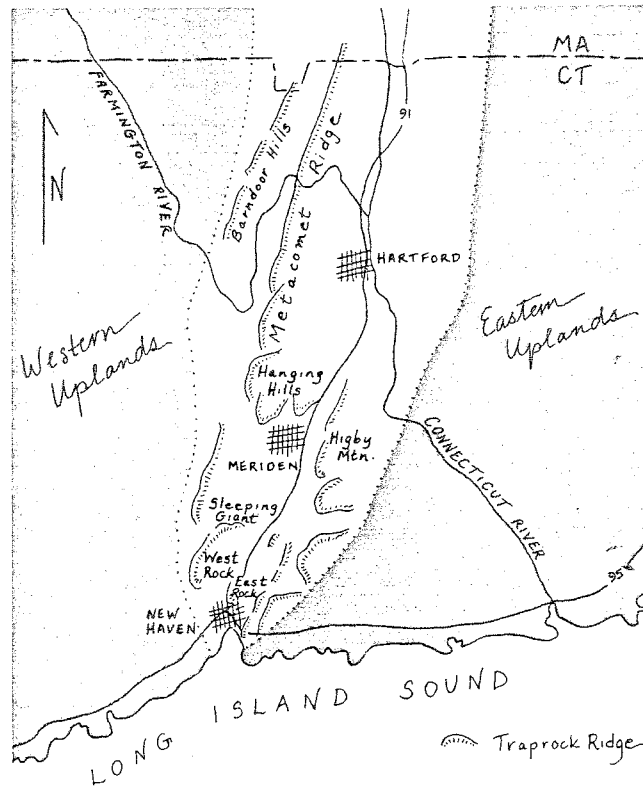 MA
CT
91
FARMINGTON RIVER
N
Barndoor Hills
Metacomet Ridge
HARTFORD
Western
Uplands
Eastern
Uplands
Hanging
Hills
MERIDEN
Higby
Mtn.
CONNECTICUT RIVER
Sleeping
Giant
West
Rock
East
Rock
95
NEW
HAVEN
LONG ISLAND SOUND
Traprock Ridge